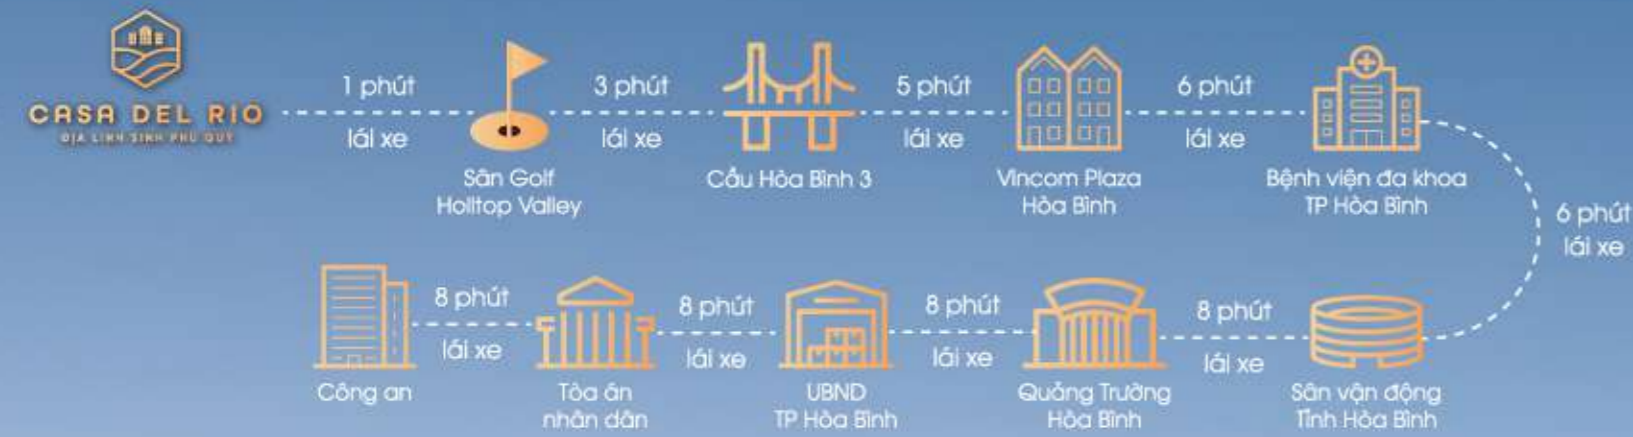 CASA DEL RIO
ĐỊA LINH SINH PHÚ QUÝ
1 phút
lái xe
Sân Golf
Holltop Valley
3 phút
lái xe
Cầu Hòa Bình 3
5 phút
lái xe
Vincom Plaza
Hòa Bình
6 phút
lái xe
Bệnh viện đa khoa
TP Hòa Bình
6 phút
lái xe
Sân vận động
Tỉnh Hòa Bình
8 phút
lái xe
Quảng Trường
Hòa Bình
8 phút
lái xe
UBND
TP Hòa Bình
8 phút
lái xe
Tòa án
nhân dân
8 phút
lái xe
Công an